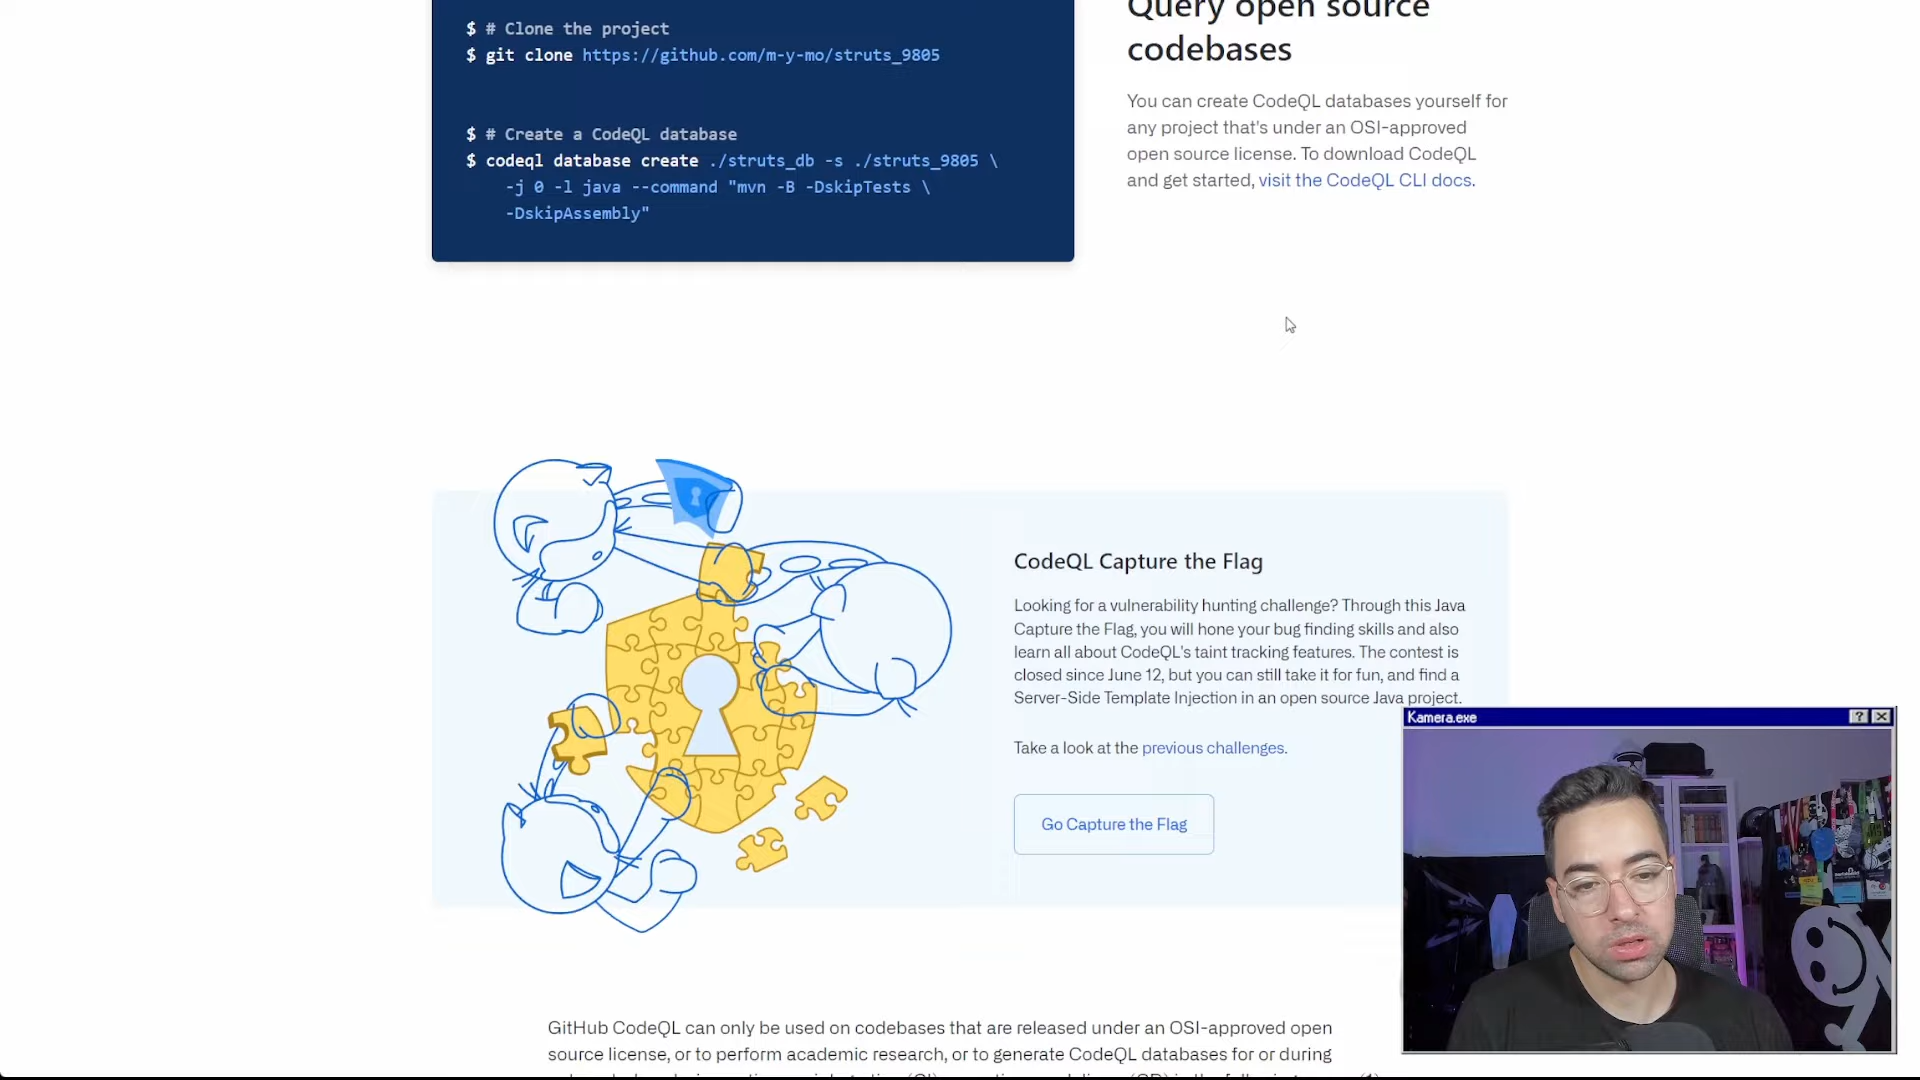 Query open source
codebases
$ # Clone the project
$ git clone https://github.com/m-y-mo/struts_9805
$ # Create a CodeQL database
$ codeql database create ./struts_db -s ./struts_9805 \
-j 0 -l java --command "mvn -B -DskipTests \
-DskipAssembly"
You can create CodeQL databases yourself for
any project that's under an OSI-approved
open source license. To download CodeQL
and get started, visit the CodeQL CLI docs.
CodeQL Capture the Flag
Looking for a vulnerability hunting challenge? Through this Java
Capture the Flag, you will hone your bug finding skills and also
learn all about CodeQL's taint tracking features. The contest is
closed since June 12, but you can still take it for fun, and find a
Server-Side Template Injection in an open source Java project.
Take a look at the previous challenges.
Go Capture the Flag
Kamera.exe
GitHub CodeQL can only be used on codebases that are released under an OSI-approved open
source license, or to perform academic research, or to generate CodeQL databases for or during